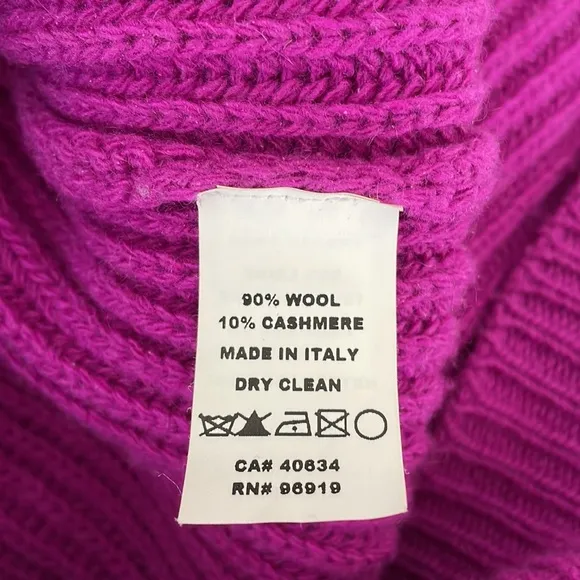 90% WOOL
10% CASHMERE
MADE IN ITALY
DRY CLEAN
CA# 40634
RN# 96919